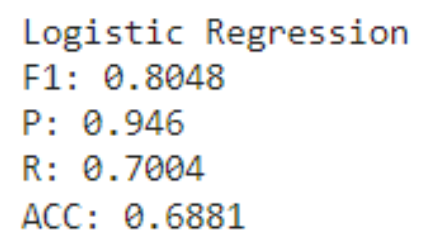 Logistic Regression
F1: 0.8048
P: 0.946
R: 0.7004
ACC: 0.6881